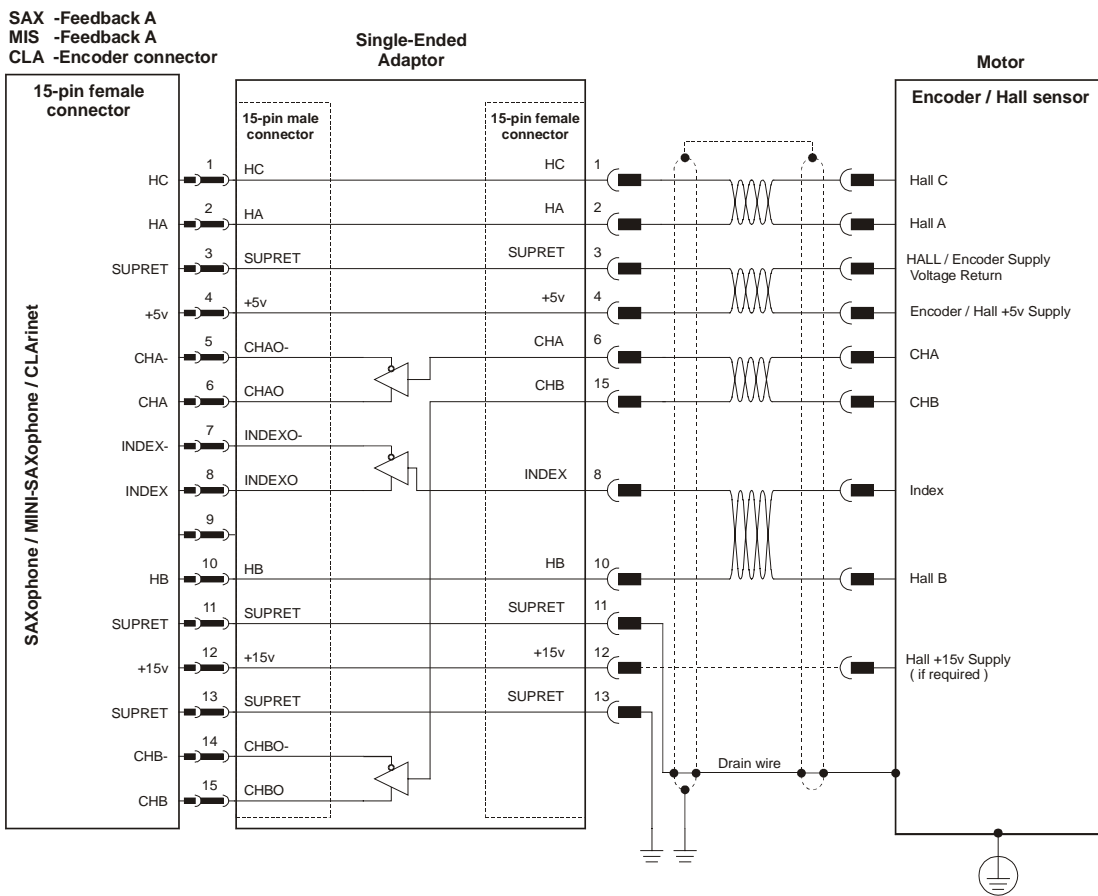 SAX -Feedback A
MIS -Feedback A
CLA -Encoder connector
Single-Ended
Adaptor
Motor
15-pin female
connector
15-pin male
connector
15-pin female
connector
Encoder / Hall sensor
SAXophone / MINI-SAXophone / CLArinet
HC 1 HC HC 1 Hall C
HA 2 HA HA 2 Hall A
SUPRET 3 SUPRET SUPRET 3 HALL / Encoder Supply
Voltage Return
+5v 4 +5v +5v 4 Encoder / Hall +5v Supply
CHA- 5 CHAO- CHA 6 CHA
CHA 6 CHAO CHB 15 CHB
INDEX- 7 INDEXO-
INDEX 8 INDEXO INDEX 8 Index
9
HB 10 HB HB 10 Hall B
SUPRET 11 SUPRET SUPRET 11
+15v 12 +15v +15v 12 Hall +15v Supply
( if required )
SUPRET 13 SUPRET SUPRET 13
CHB- 14 CHBO-
Drain wire
CHB 15 CHBO